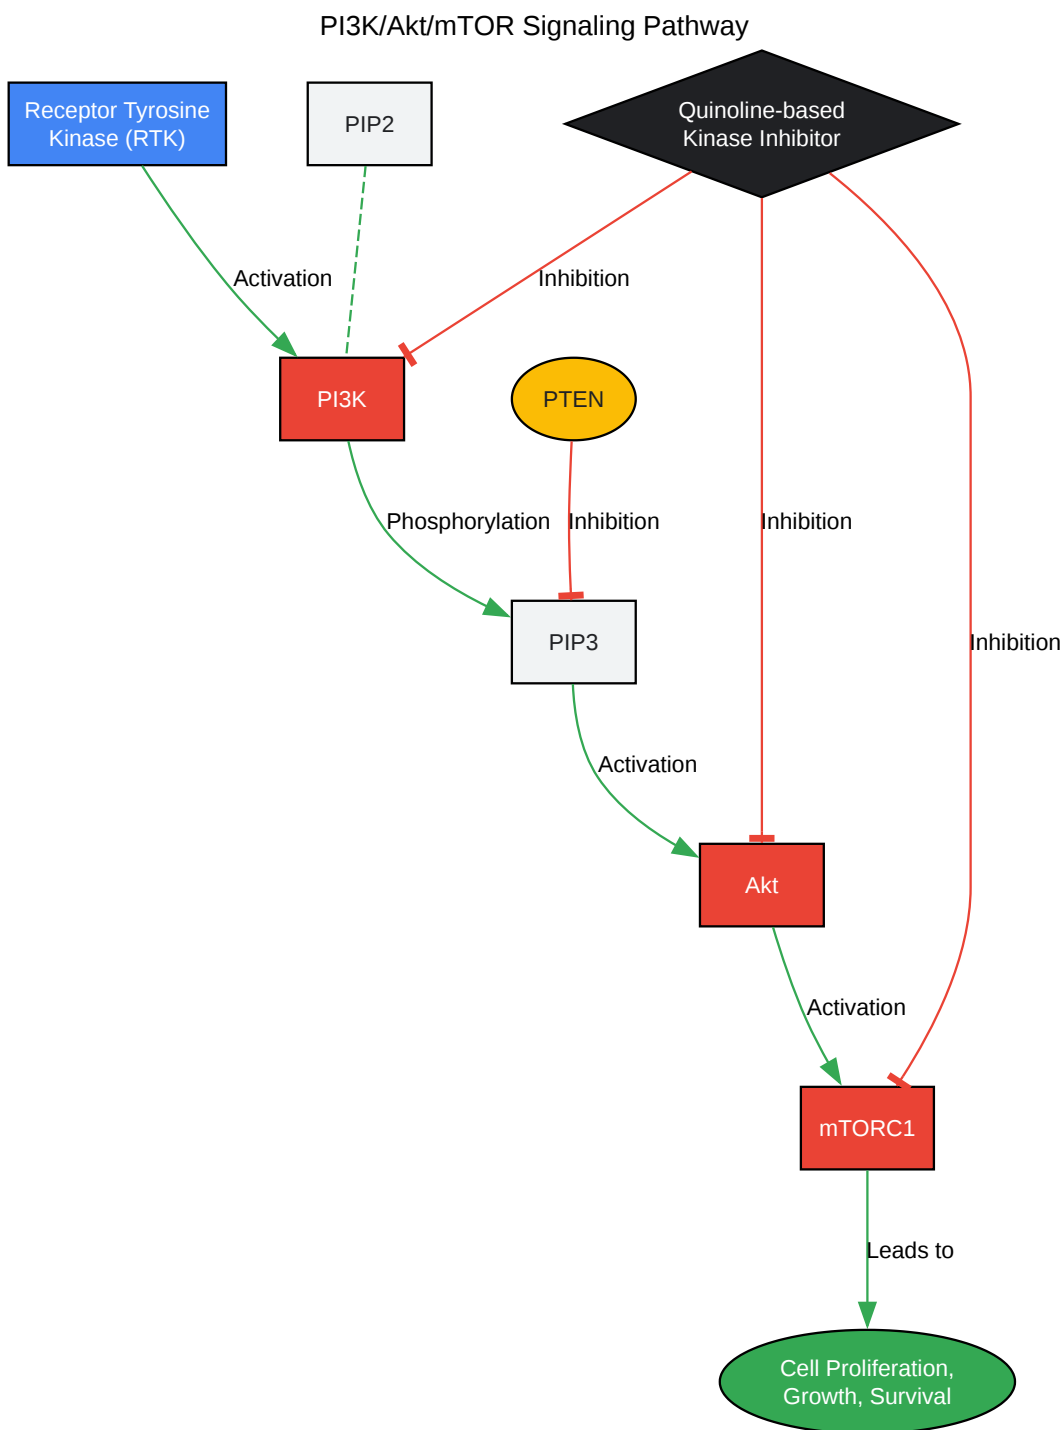 PI3K/Akt/mTOR Signaling Pathway
Receptor Tyrosine
Kinase (RTK)
PIP2
Quinoline-based
Kinase Inhibitor
Activation
Inhibition
PI3K
PTEN
Phosphorylation
Inhibition
Inhibition
PIP3
Inhibition
Activation
Akt
Activation
mTORC1
Leads to
Cell Proliferation,
Growth, Survival